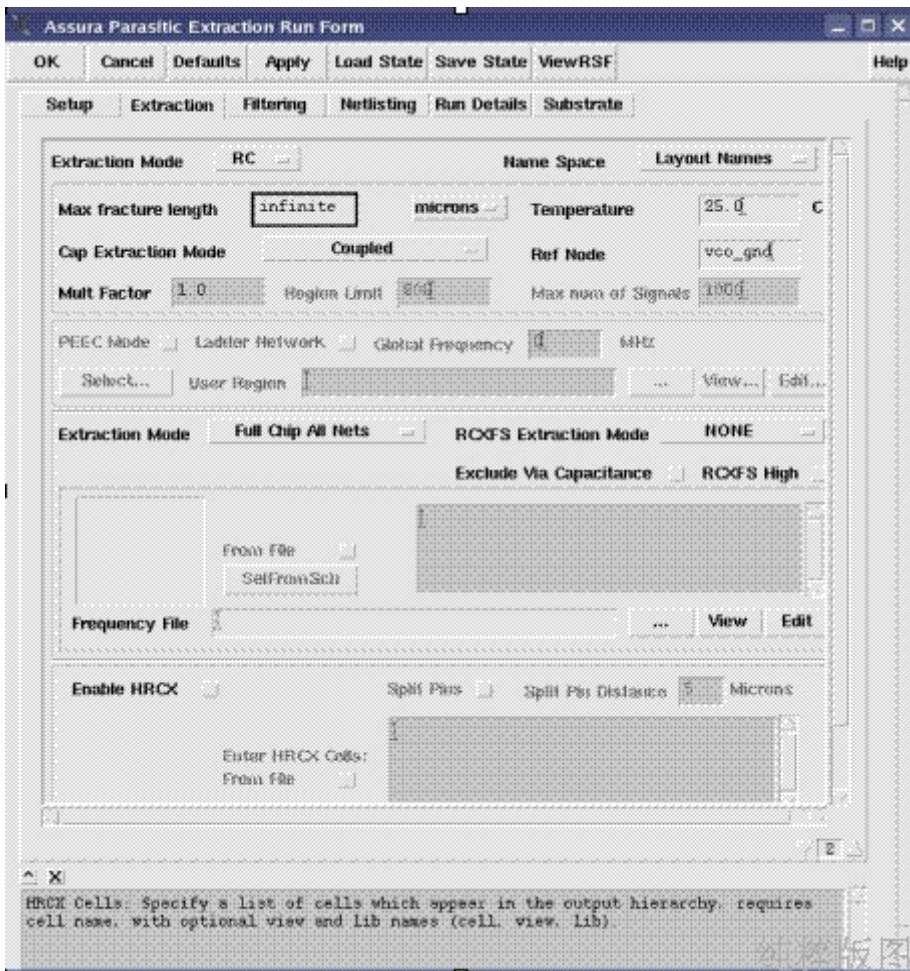 Assura Parasitic Extraction Run Form
OK Cancel Defaults Apply Load State Save State ViewRSF Help
Setup Extraction Filtering Netlisting Run Details Substrate
Extraction Mode RC Name Space Layout Names
Max fracture length infinite microns Temperature 25.0 C
Cap Extraction Mode Coupled Ref Node vco_gnd
Mult Factor 1.0 Region Limit Max num of Signals 1000
PEEC Mode Ladder Network Global Frequency 0 MHz
Select... User Region ... View... Edit...
Extraction Mode Full Chip All Nets RCXFS Extraction Mode NONE
Exclude Via Capacitance RCXFS High
From File
SelFromSch
Frequency File ... View Edit
Enable HRCX Split Pins Split Pin Distance 5 Microns
Enter HRCX Cells:
From file
2
HRCX Cells: Specify a list of cells which appear in the output hierarchy. requires
cell name, with optional view and Lib names (cell, view, Lib).
版图